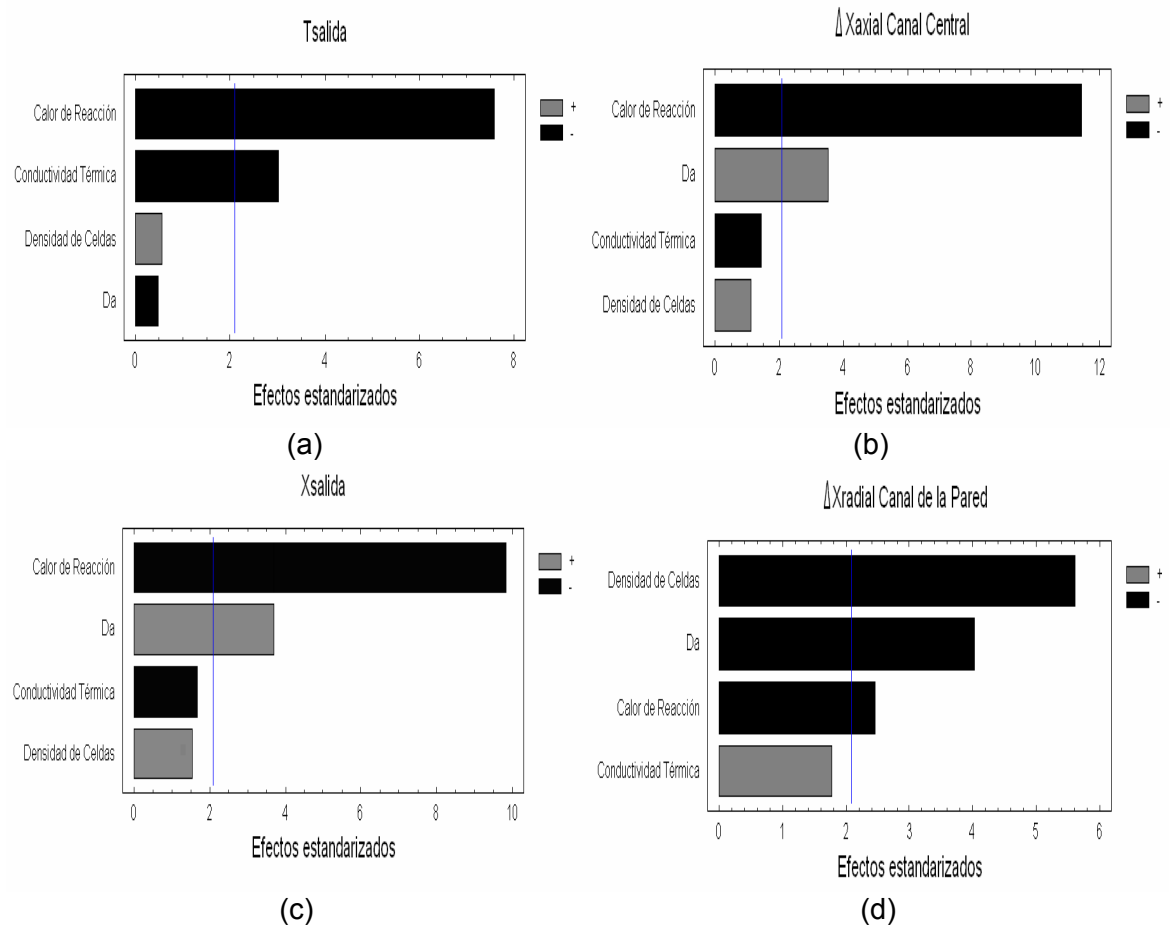 Tsalida
Calor de Reacción
Conductividad Térmica
Densidad de Celdas
Da
+
-
0 2 4 6 8
Efectos estandarizados
(a)
ΔXaxial Canal Central
Calor de Reacción
Da
Conductividad Térmica
Densidad de Celdas
+
-
0 2 4 6 8 10 12
Efectos estandarizados
(b)
Xsalida
Calor de Reacción
Da
Conductividad Térmica
Densidad de Celdas
+
-
0 2 4 6 8 10
Efectos estandarizados
(c)
ΔXradial Canal de la Pared
Densidad de Celdas
Da
Calor de Reacción
Conductividad Térmica
+
-
0 1 2 3 4 5 6
Efectos estandarizados
(d)